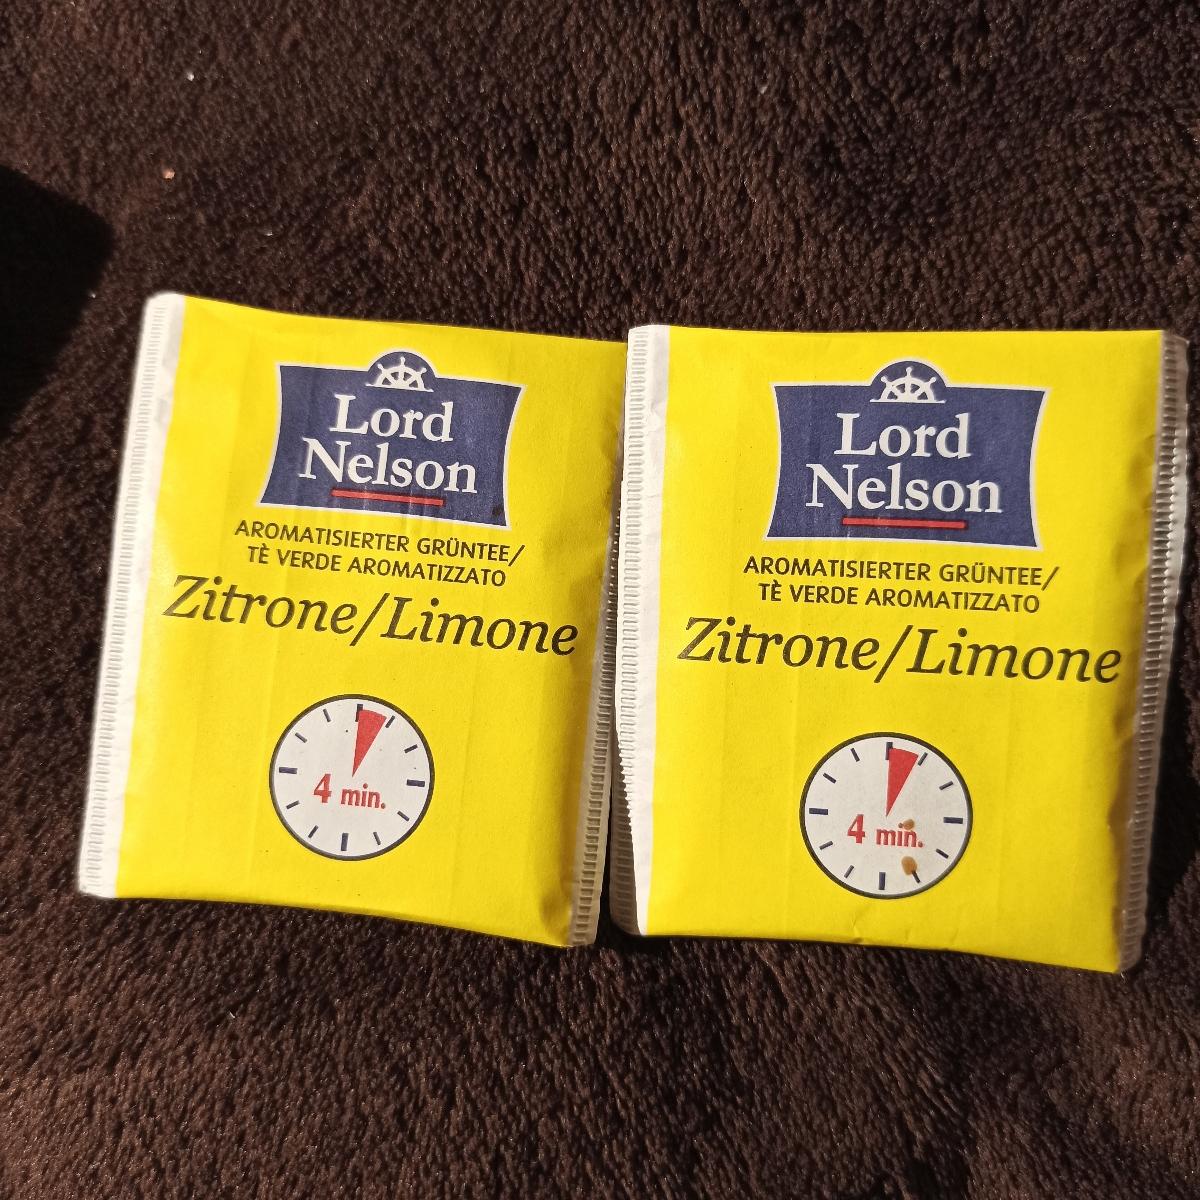 Lord
Nelson
AROMATISIERTER GRÜNTEE/
TÈ VERDE AROMATIZZATO
Zitrone/Limone
4 min.
Lord
Nelson
AROMATISIERTER GRÜNTEE/
TÈ VERDE AROMATIZZATO
Zitrone/Limone
4 min.